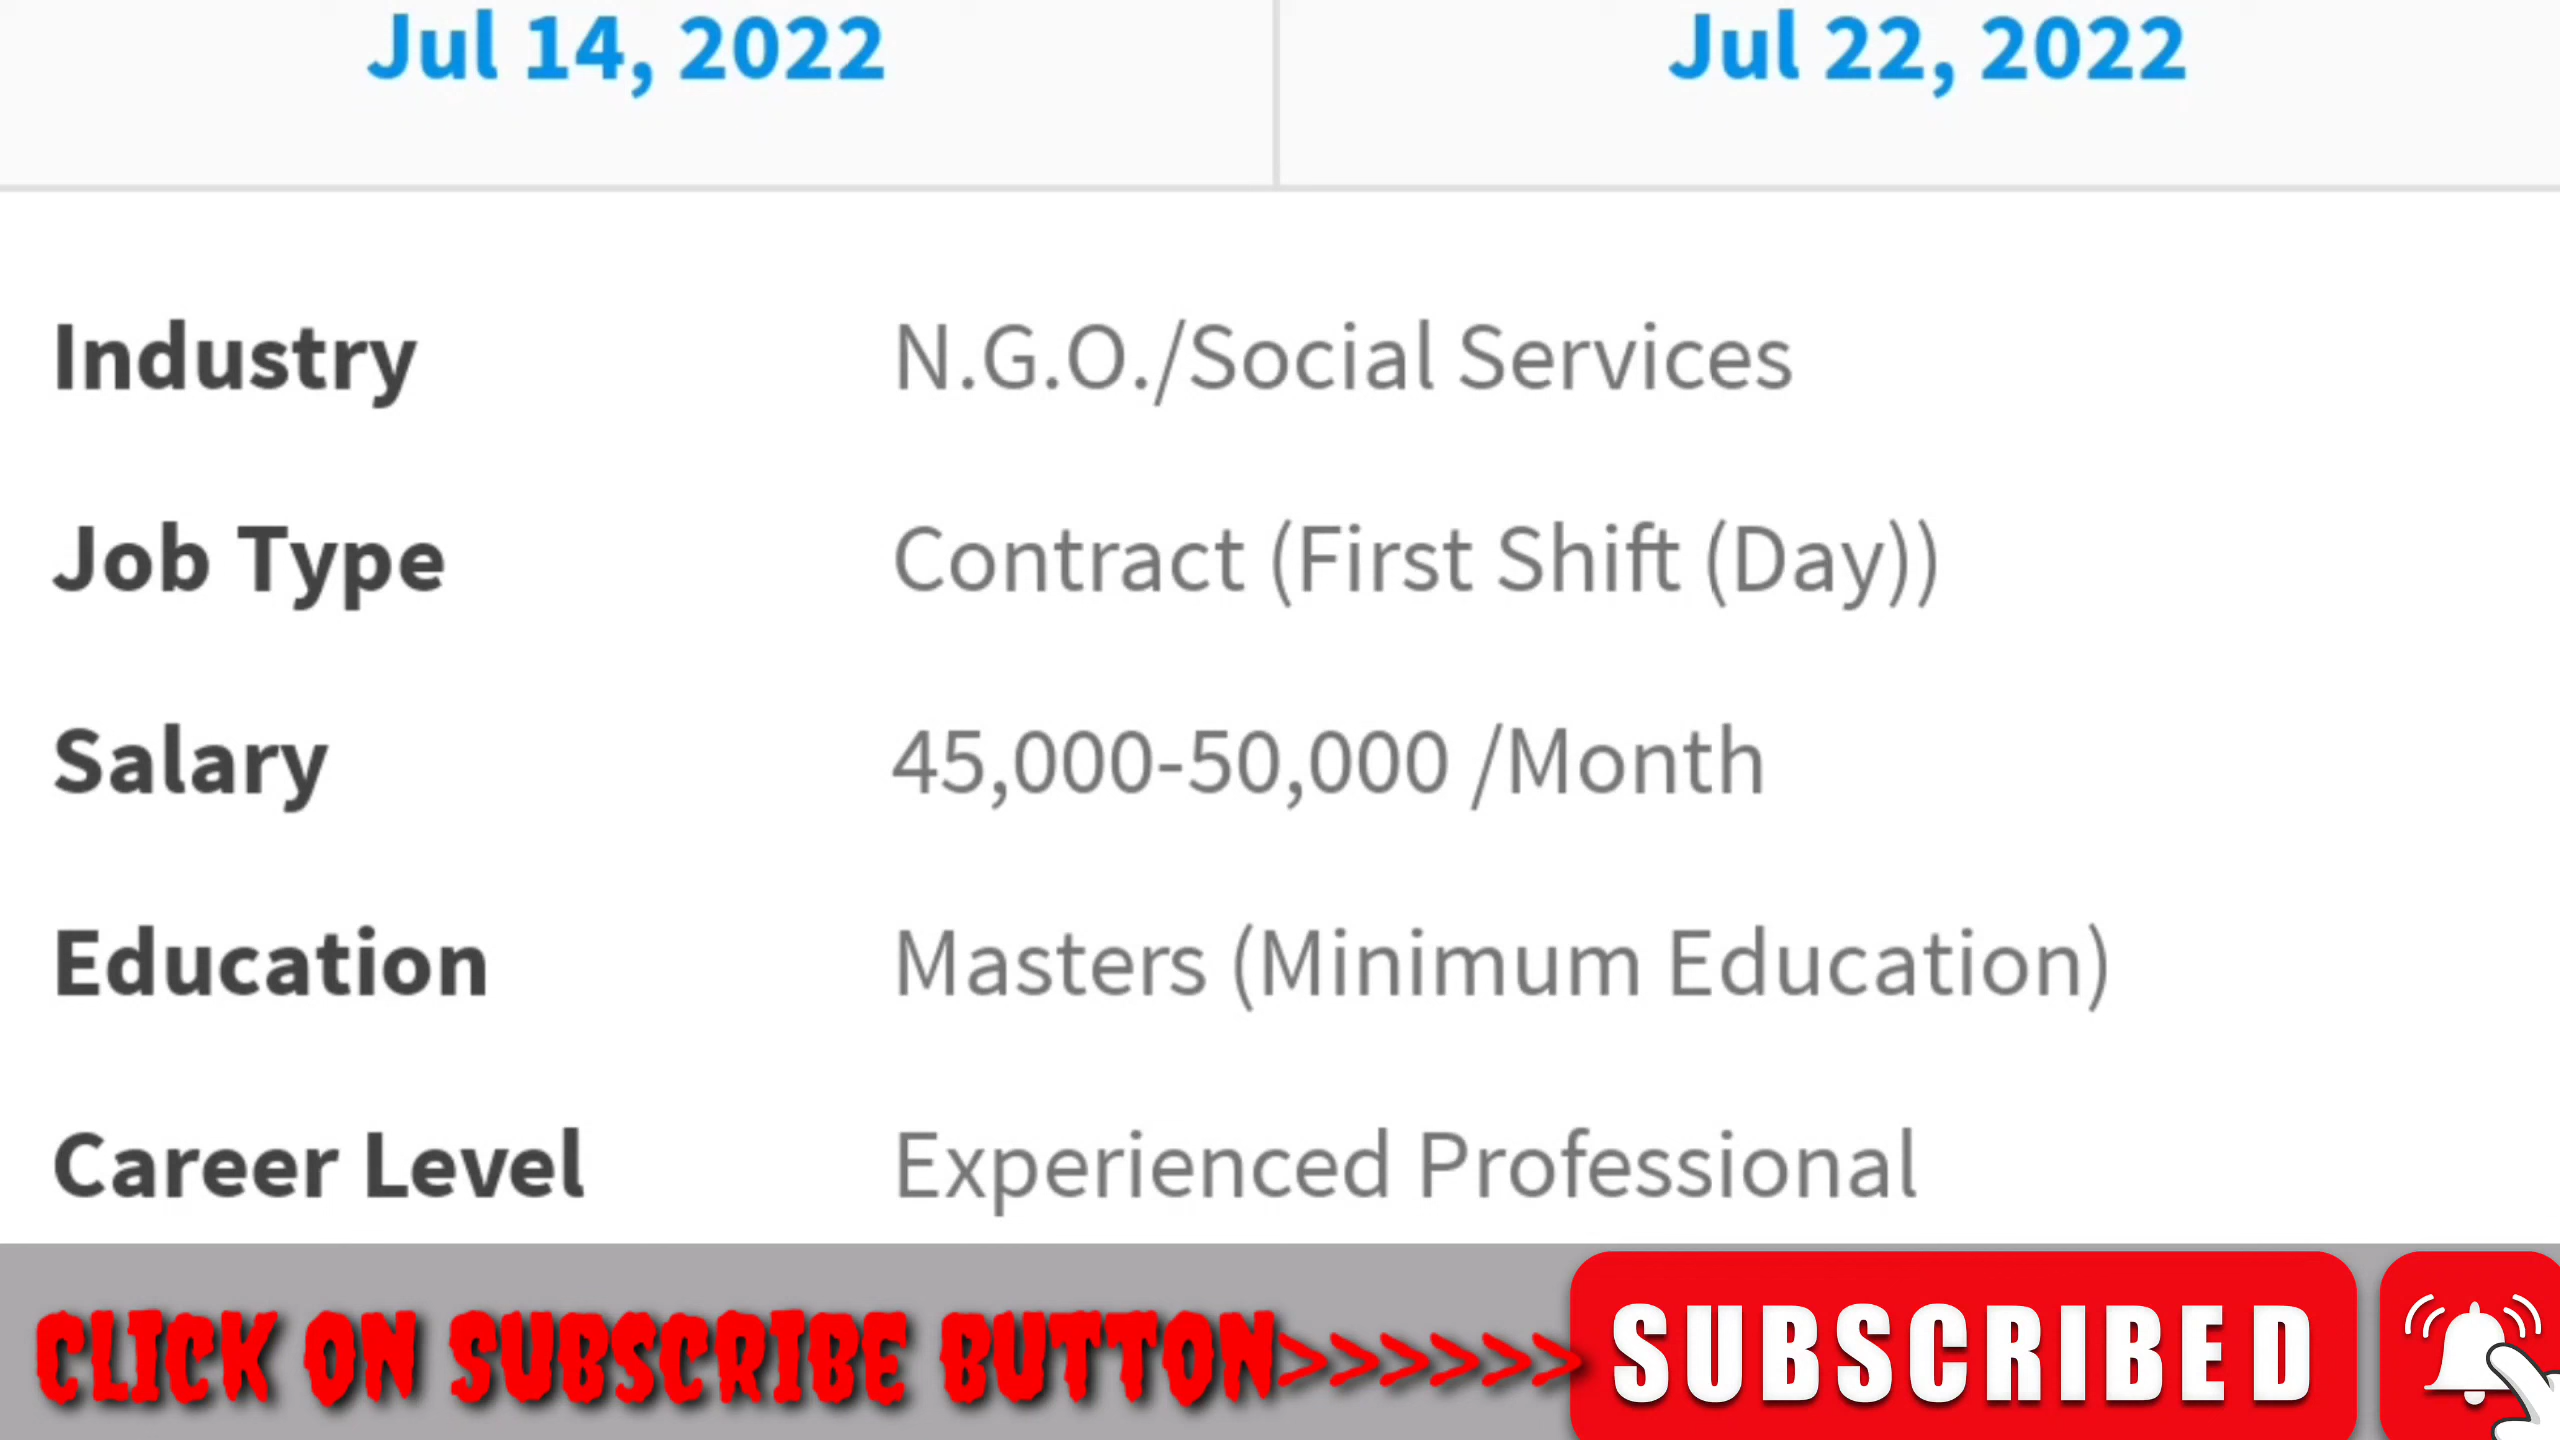 Jul 14, 2022 Jul 22, 2022
Industry N.G.O./Social Services
Job Type Contract (First Shift (Day))
Salary 45,000-50,000 /Month
Education Masters (Minimum Education)
Career Level Experienced Professional
CLICK ON SUBSCRIBE BUTTON>>>>>> SUBSCRIBED